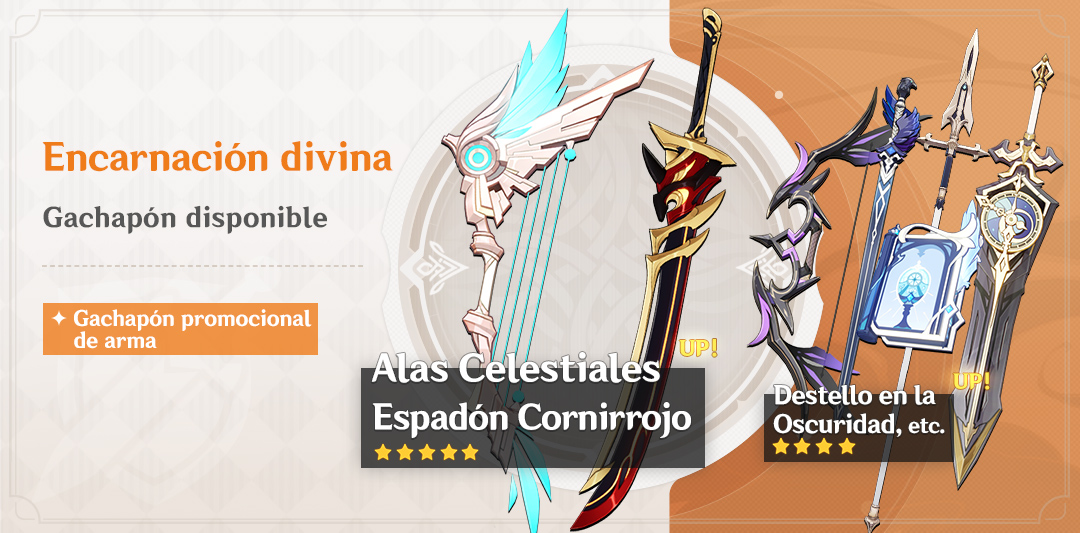 Encarnación divina
Gachapón disponible
✦ Gachapón promocional
de arma
Alas Celestiales
UP!
Espadón Cornirrojo
★★★★★
Destello en la
UP!
Oscuridad, etc.
★★★★